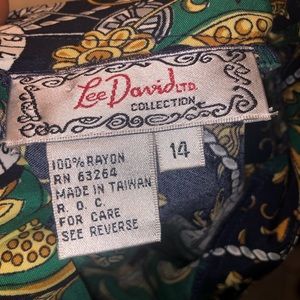 Lee David LTD.
COLLECTION
100% RAYON
RN 63264
MADE IN TAIWAN
R. O. C.
FOR CARE
SEE REVERSE
14